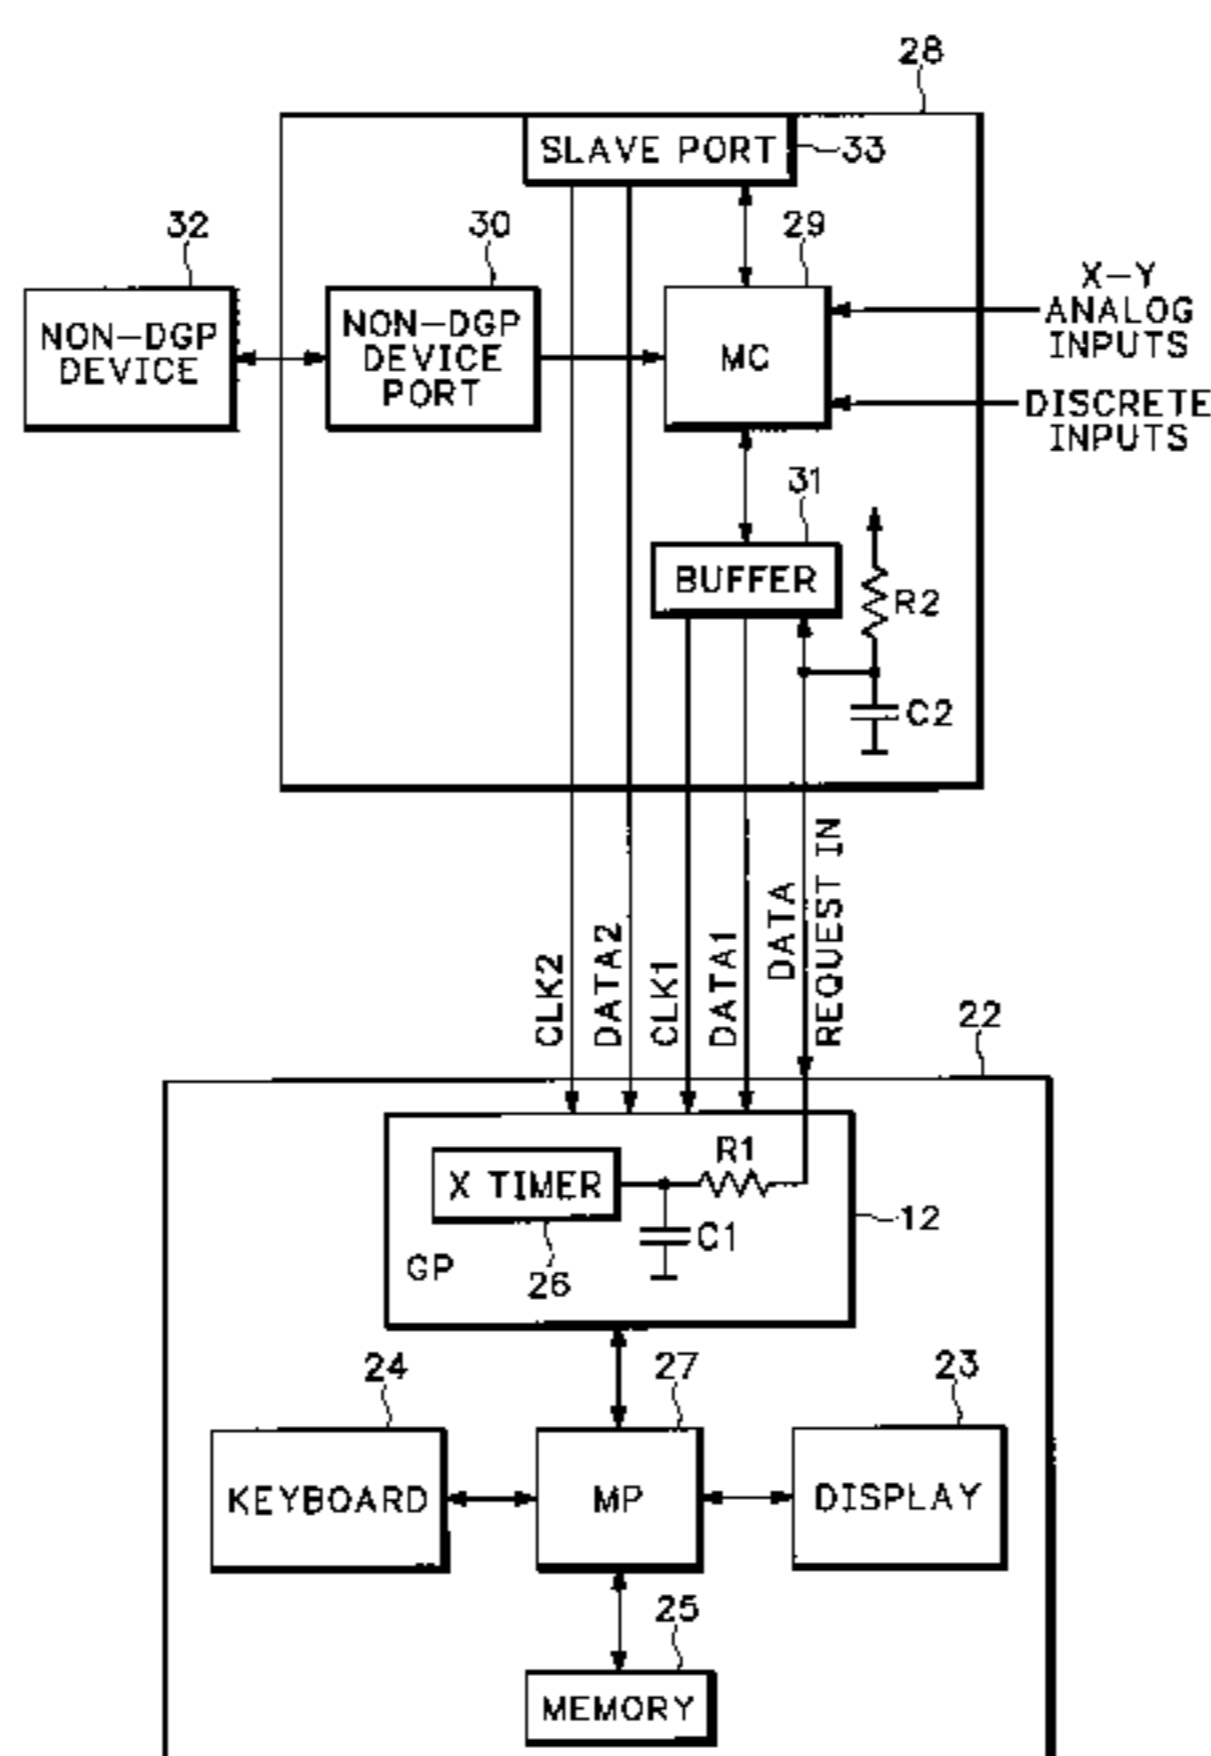 28
SLAVE PORT
33
32
30
29
NON-DGP
DEVICE
NON-DGP
DEVICE
PORT
MC
X-Y
ANALOG
INPUTS
DISCRETE
INPUTS
31
BUFFER
R2
C2
CLK2
DATA2
CLK1
DATA1
DATA
REQUEST IN
22
X TIMER
R1
C1
12
GP
26
24
27
23
KEYBOARD
MP
DISPLAY
25
MEMORY